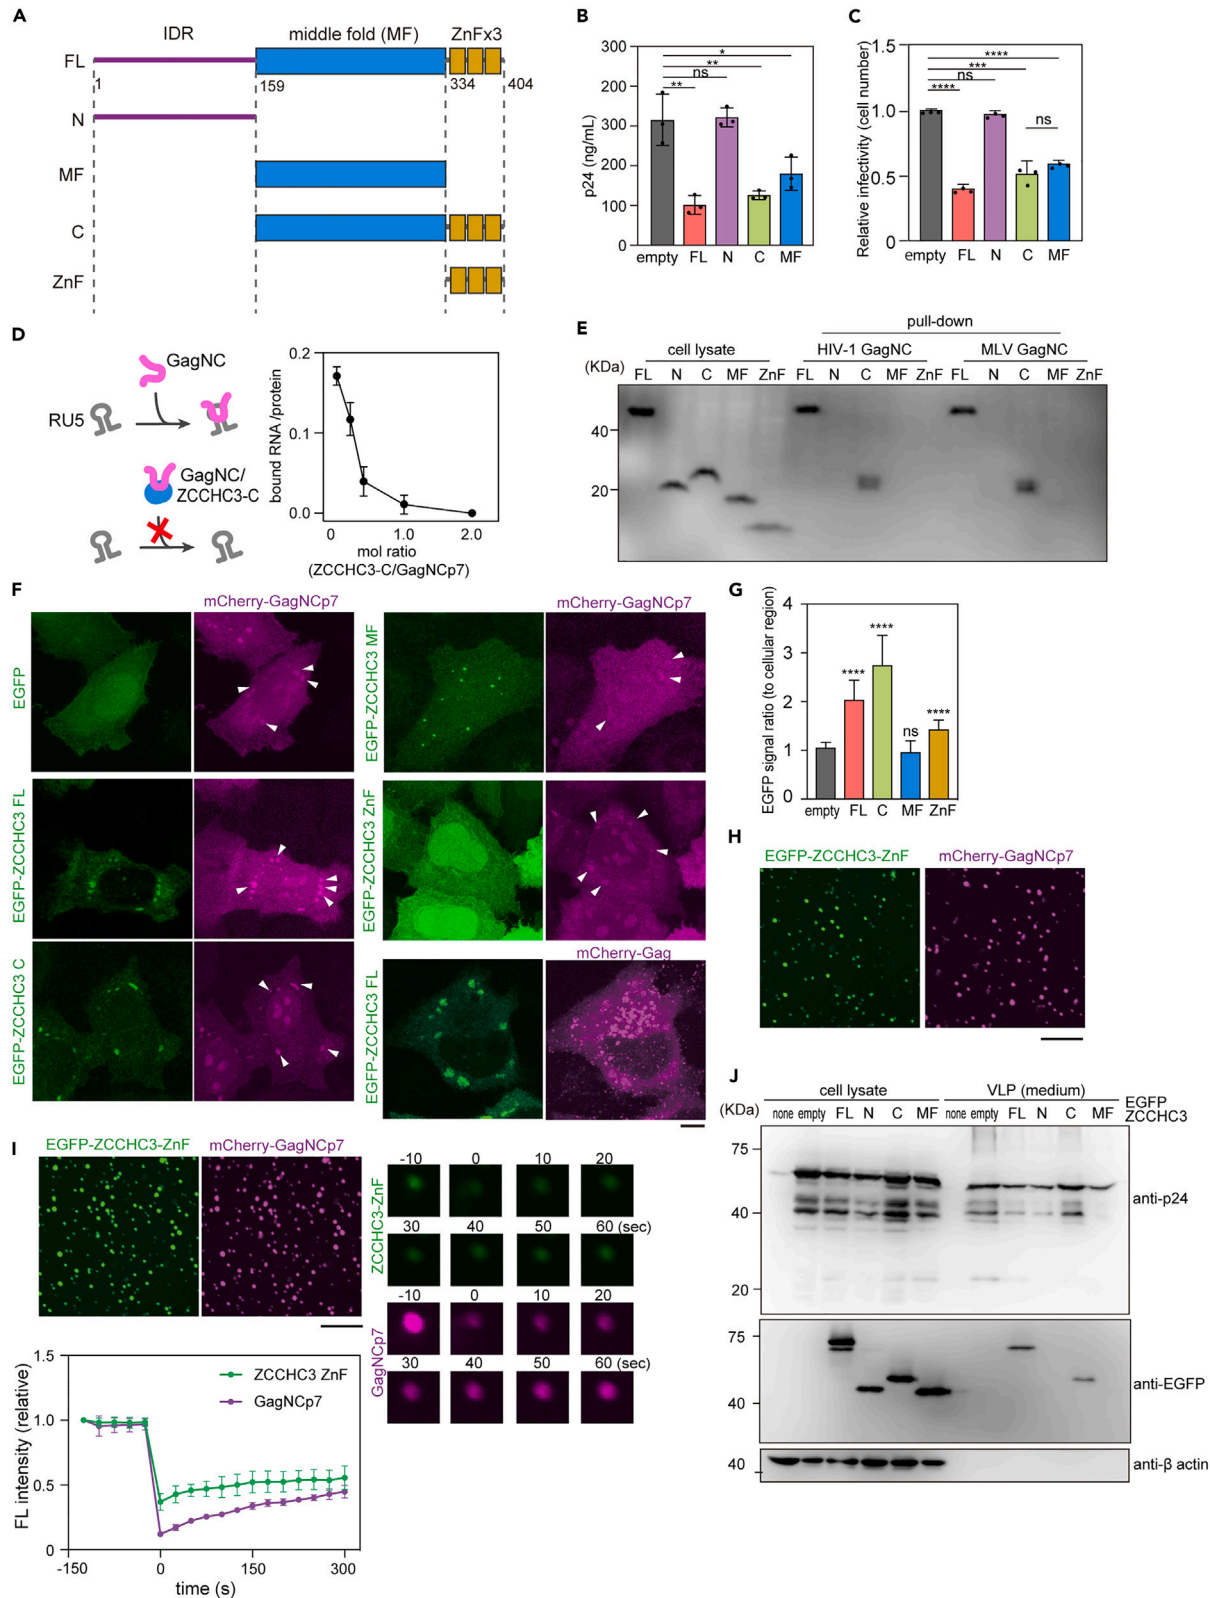 A
IDR
middle fold (MF)
ZnFx3
FL
1
159
334
404
N
MF
C
ZnF
B
300
200
300
200
100
0
p24 (ng/mL)
*
**
ns
**
empty FL N C MF
C
1.5
1.0
0.5
0
Relative infectivity (cell number)
****
***
ns
****
ns
empty FL N C MF
D
GagNC
RU5
GagNC/
ZCCHC3-C
0.2
0.1
0.0
bound RNA /protein
0 1.0 2.0
mol ratio
(ZCCHC3-C/GagNCp7)
E
pull-down
cell lysate HIV-1 GagNC MLV GagNC
(KDa) FL N C MF ZnF FL N C MF ZnF FL N C MF ZnF
40
20
F
mCherry-GagNCp7
EGFP
EGFP-ZCCHC3 FL
EGFP-ZCCHC3 C
mCherry-GagNCp7
EGFP-ZCCHC3 MF
EGFP-ZCCHC3 ZnF
mCherry-Gag
EGFP-ZCCHC3 FL
G
4
3
2
1
0
EGFP signal ratio (to cellular region)
****
****
ns
****
empty FL C MF ZnF
H
EGFP-ZCCHC3-ZnF mCherry-GagNCp7
I
EGFP-ZCCHC3-ZnF mCherry-GagNCp7
ZCCHC3-ZnF
-10 0 10 20
30 40 50 60 (sec)
GagNCp7
-10 0 10 20
30 40 50 60 (sec)
1.5
1.0
0.5
0
FL intensity (relative)
ZCCHC3 ZnF
GagNCp7
-150 0 150 300
time (s)
J
cell lysate VLP (medium)
(KDa) none empty FL N C MF none empty FL N C MF EGFP
ZCCHC3
75
40
20
anti-p24
75
40
anti-EGFP
40
anti-β actin